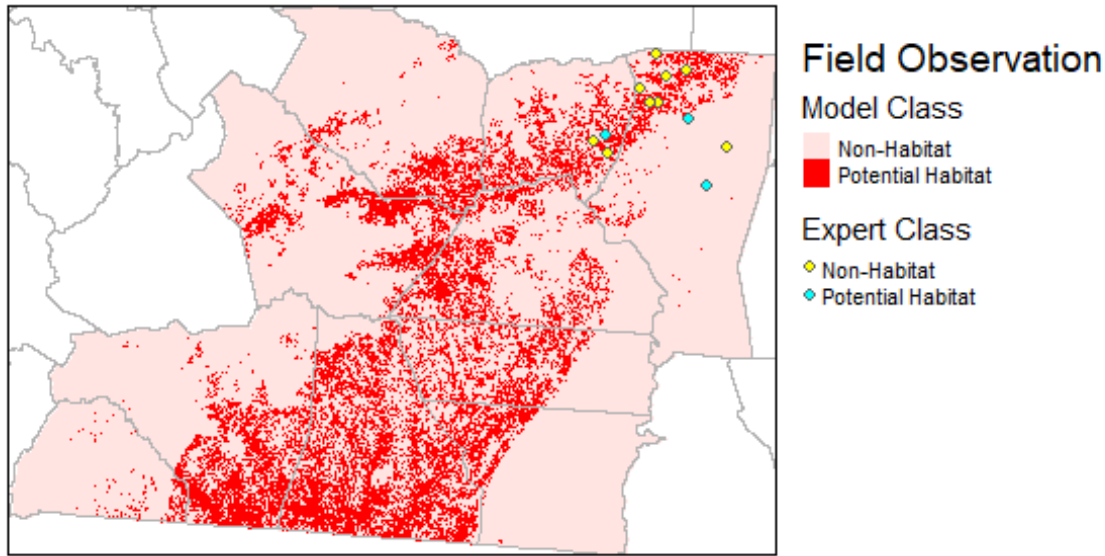 Field Observation
Model Class
Non-Habitat
Potential Habitat
Expert Class
Non-Habitat
Potential Habitat